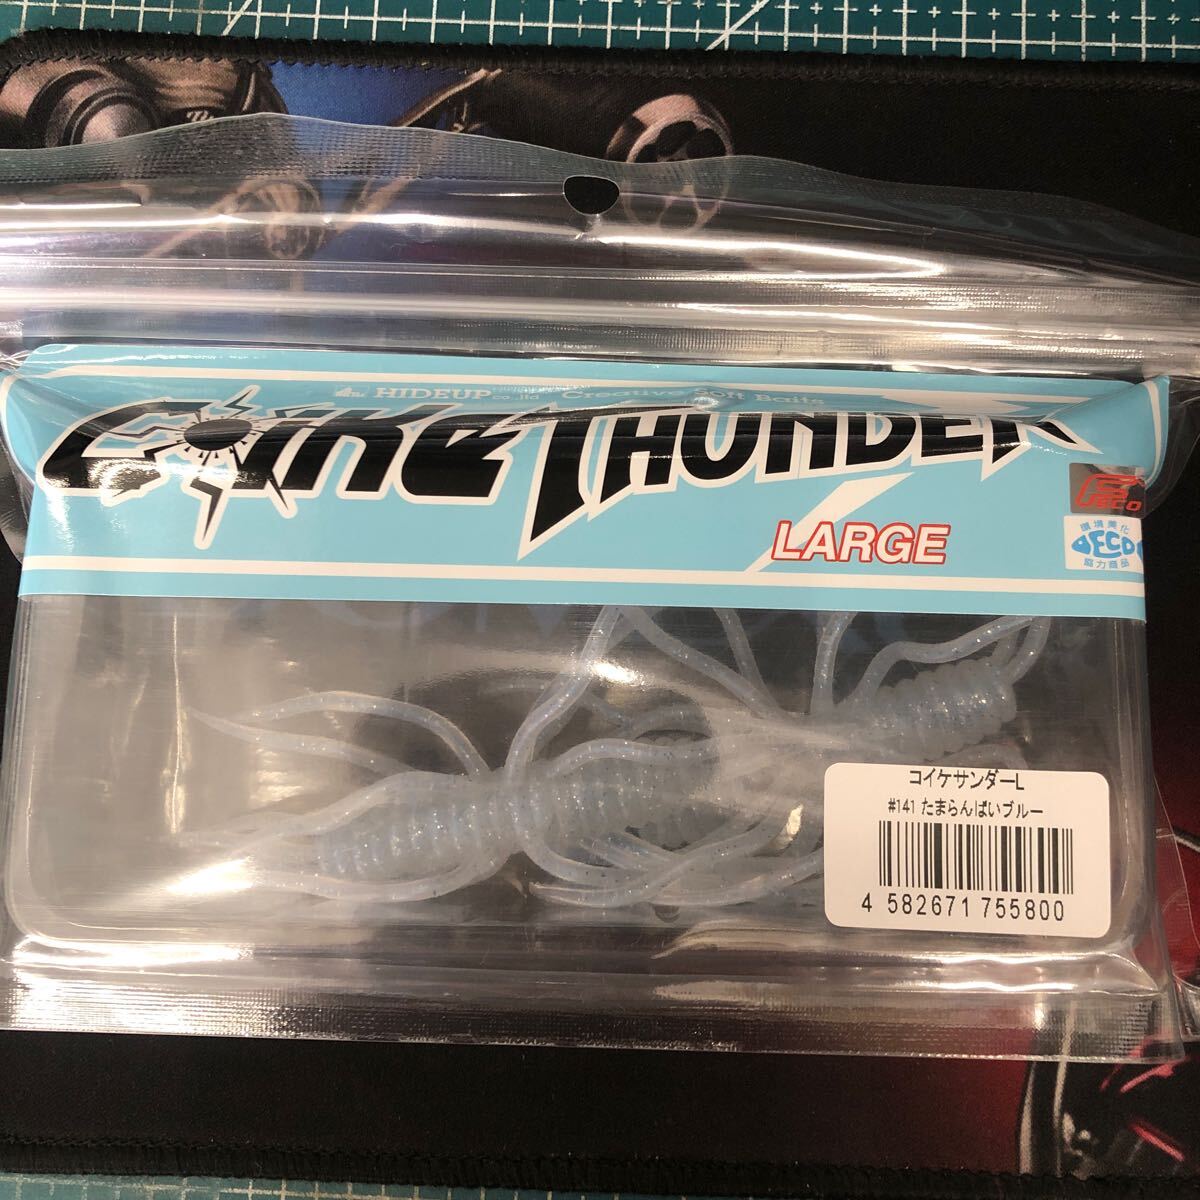 HIDEUP co.,ltd Creative Soft Baits
Coike THUNDER
LARGE
Feco
環境美化
DECO
協力商品
コイケサンダーL
#141 たまらんばいブルー
4 582671 755800